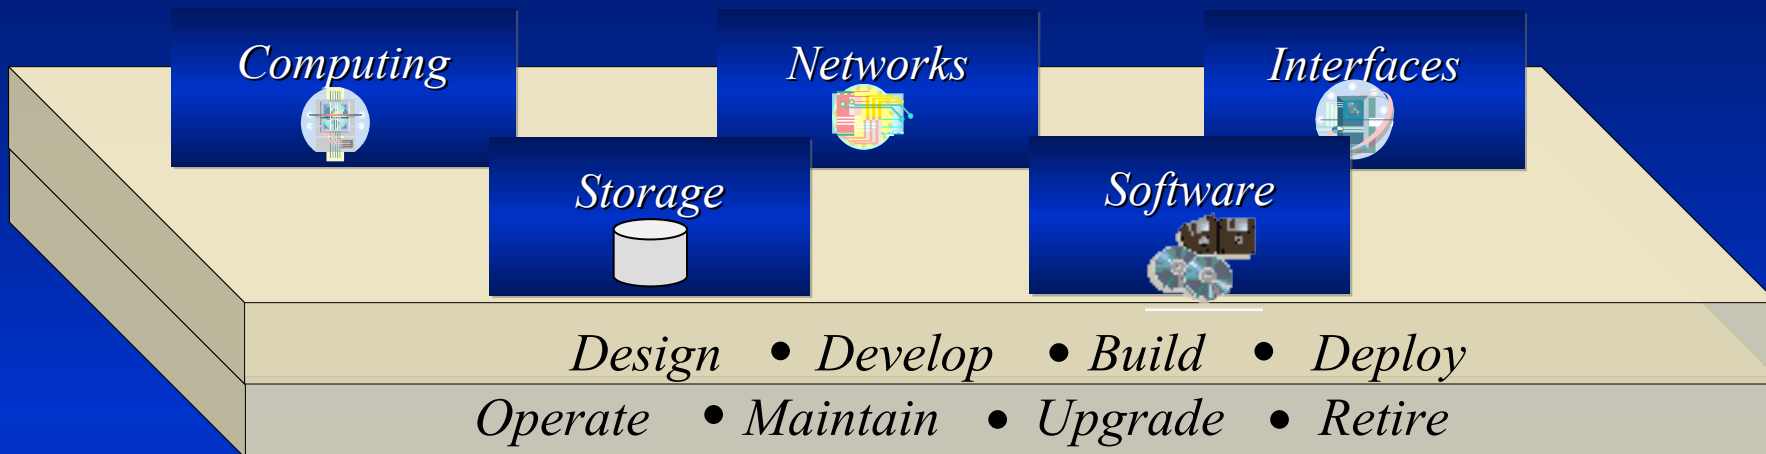 Computing
Networks
Interfaces
Storage
Software
Design • Develop • Build • Deploy
Operate • Maintain • Upgrade • Retire